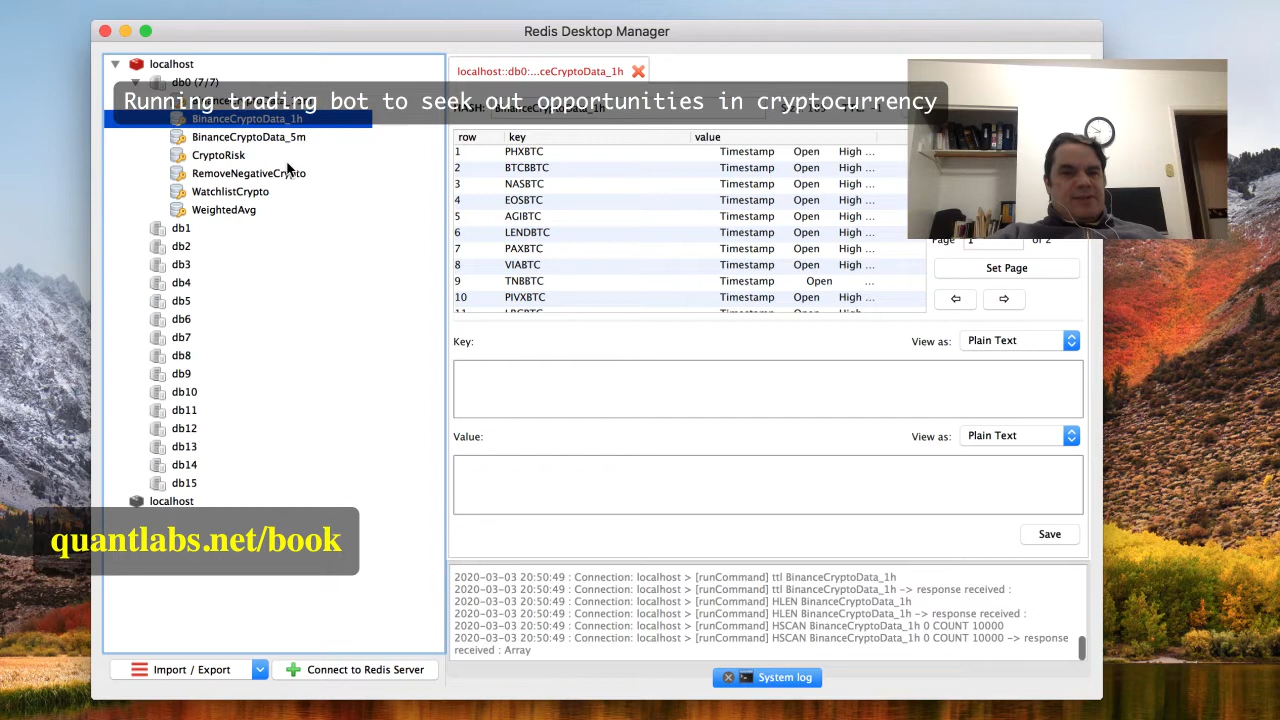 Redis Desktop Manager
localhost
db0 (7/7)
Running trading bot to seek out opportunities in cryptocurrency
BinanceCryptoData_1h
BinanceCryptoData_5m
CryptoRisk
RemoveNegativeCrypto
WatchlistCrypto
WeightedAvg
db1
db2
db3
db4
db5
db6
db7
db8
db9
db10
db11
db12
db13
db14
db15
localhost
quantlabs.net/book
Import / Export
Connect to Redis Server
localhost::db0:...ceCryptoData_1h
HASH: BinanceCryptoData_1h
row key value
1 PHXBTC Timestamp Open High ...
2 BTCBBTC Timestamp Open High ...
3 NASBTC Timestamp Open High ...
4 EOSBTC Timestamp Open High ...
5 AGIBTC Timestamp Open High ...
6 LENDBTC Timestamp Open High ...
7 PAXBTC Timestamp Open High ...
8 VIABTC Timestamp Open High ...
9 TNBBTC Timestamp Open ...
10 PIVXBTC Timestamp Open High ...
Page 1 of 2
Set Page
Key: View as: Plain Text
Value: View as: Plain Text
Save
2020-03-03 20:50:49 : Connection: localhost > [runCommand] ttl BinanceCryptoData_1h
2020-03-03 20:50:49 : Connection: localhost > [runCommand] ttl BinanceCryptoData_1h -> response received :
2020-03-03 20:50:49 : Connection: localhost > [runCommand] HLEN BinanceCryptoData_1h
2020-03-03 20:50:49 : Connection: localhost > [runCommand] HLEN BinanceCryptoData_1h -> response received :
2020-03-03 20:50:49 : Connection: localhost > [runCommand] HSCAN BinanceCryptoData_1h 0 COUNT 10000
2020-03-03 20:50:49 : Connection: localhost > [runCommand] HSCAN BinanceCryptoData_1h 0 COUNT 10000 -> response
received : Array
System log